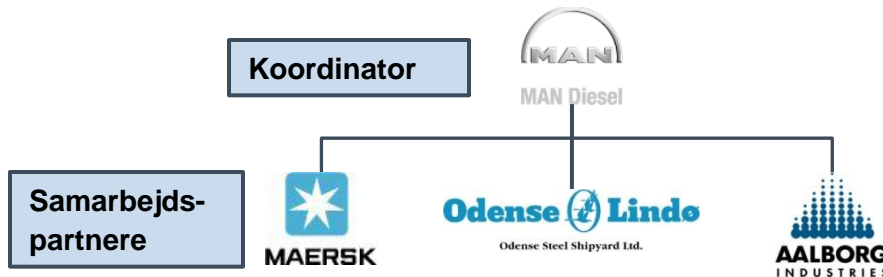 Koordinator
MAN
MAN Diesel
Samarbejds-
partnere
MAERSK
Odense Lindø
Odense Steel Shipyard Ltd.
AALBORG
INDUSTRIES